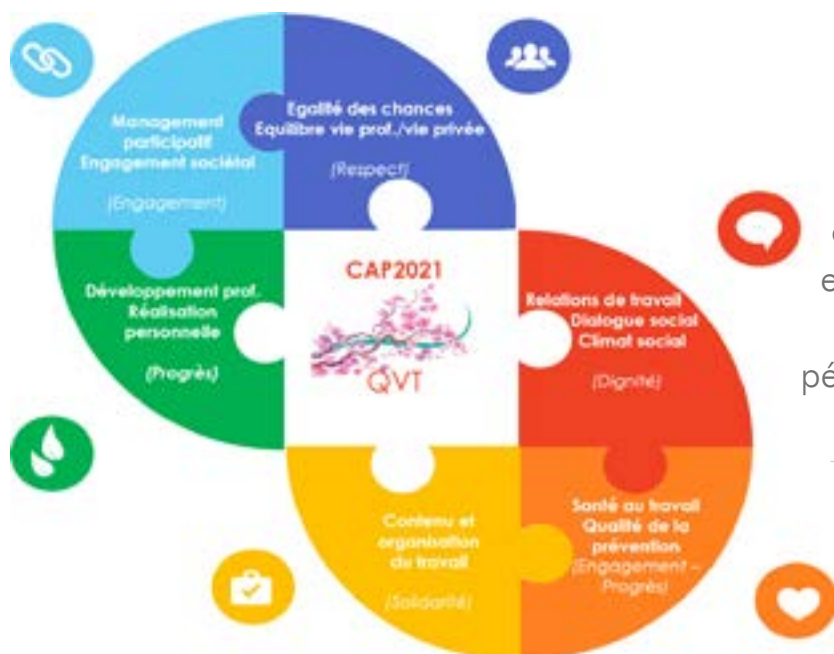 Management
participatif
Engagement sociétal
(Engagement)
Egalité des chances
Equilibre vie prof./vie privée
(Respect)
Développement prof.
Réalisation
personnelle
(Progrès)
CAP2021
QVT
Relations de travail
Dialogue social
Climat social
(Dignité)
Contenu et
organisation
du travail
(Solidarité)
Santé au travail
Qualité de la
prévention
(Engagement –
Progrès)
e
pé